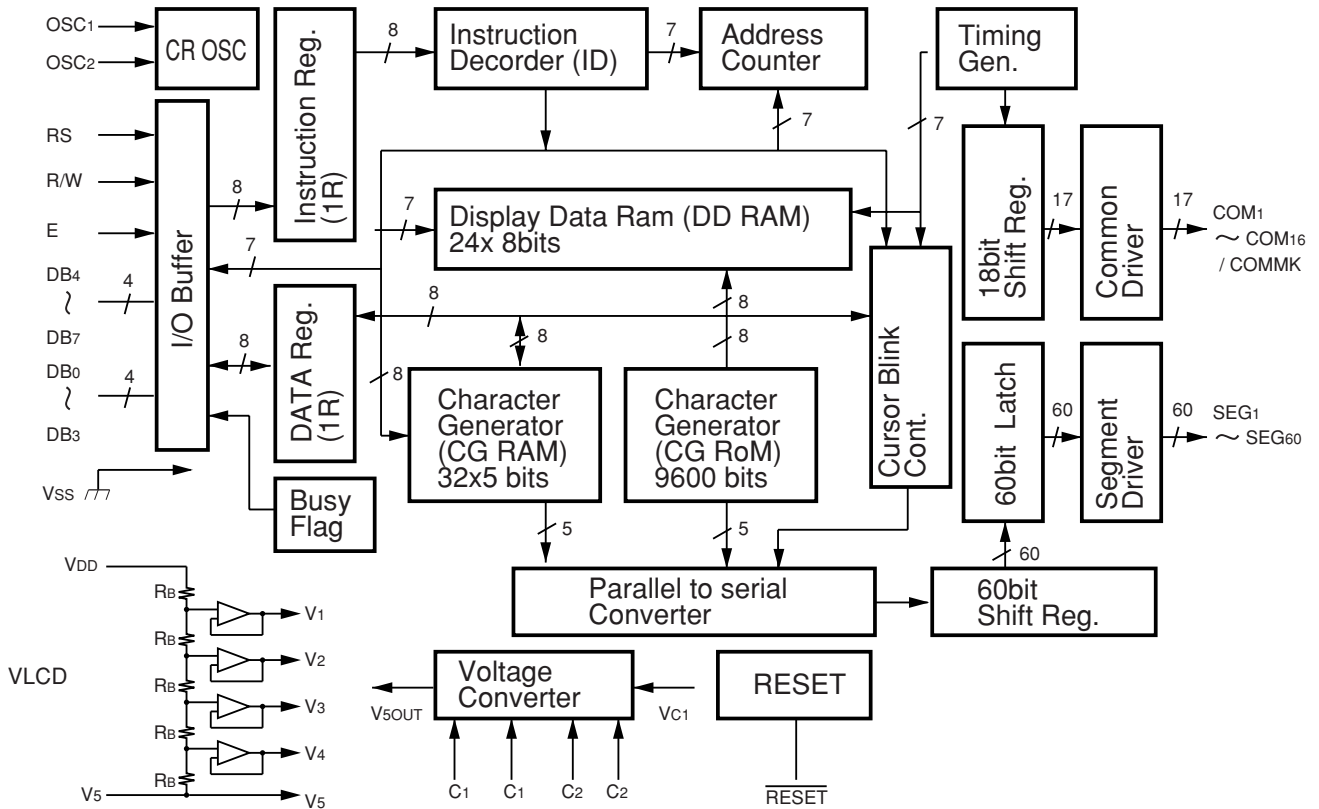 OSC1
OSC2
CR OSC
Instruction Reg.
(1R)
8
Instruction
Decorder (ID)
7
Address
Counter
Timing
Gen.
7
7
RS
R/W
E
DB4
~
DB7
DB0
~
DB3
4
4
I/O Buffer
8
7
8
VSS
7
Display Data Ram (DD RAM)
24x 8bits
18bit
Shift Reg.
17
Common
Driver
17
COM1
~ COM16
/ COMMK
DATA Reg.
(1R)
8
8
8
8
8
Character
Generator
(CG RAM)
32x5 bits
Character
Generator
(CG RoM)
9600 bits
Cursor Blink
Cont.
60bit Latch
60
Segment
Driver
60
SEG1
~ SEG60
Busy
Flag
5
5
60
Parallel to serial
Converter
60bit
Shift Reg.
VDD
RB
V1
RB
V2
VLCD
RB
V3
RB
V4
RB
V5
V5
V5OUT
Voltage
Converter
VC1
C1
C1
C2
C2
RESET
RESET